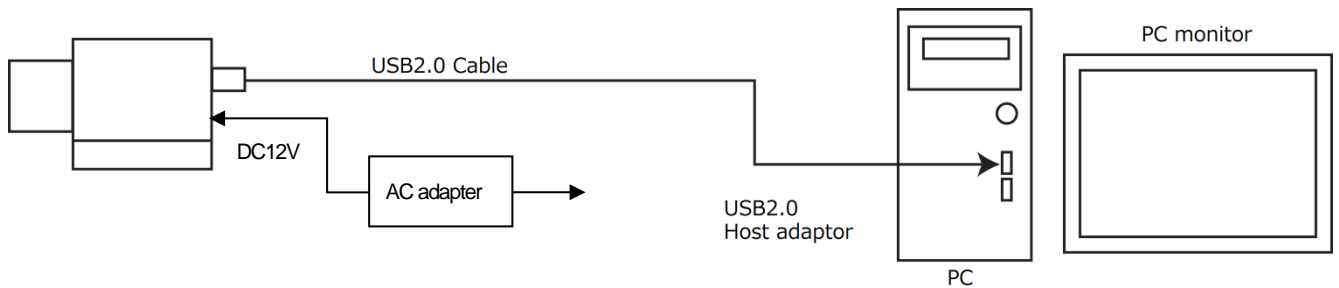 PC monitor
USB2.0 Cable
DC12V
AC adapter
USB2.0
Host adaptor
PC